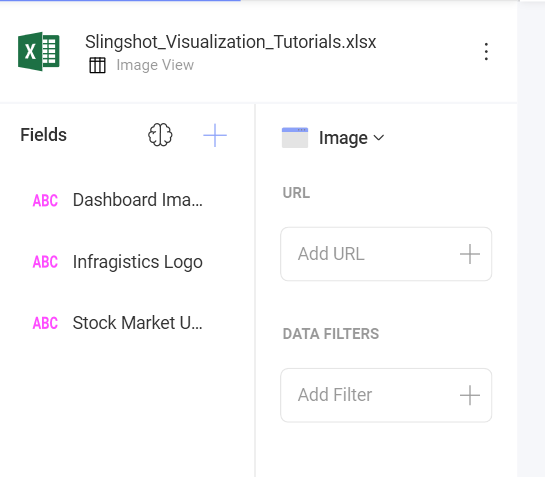 Slingshot_Visualization_Tutorials.xlsx
Image View
Fields
ABC Dashboard Ima...
ABC Infragistics Logo
ABC Stock Market U...
Image
URL
Add URL
DATA FILTERS
Add Filter